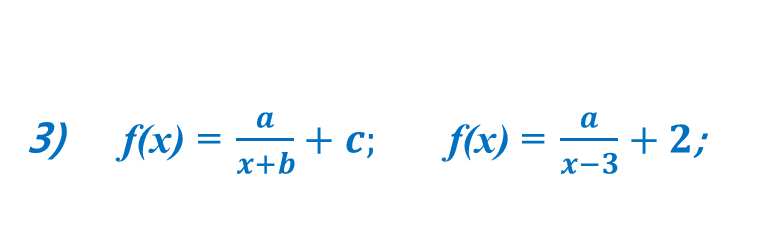 3) f(x) = a/(x+b) + c; f(x) = a/(x−3) + 2;